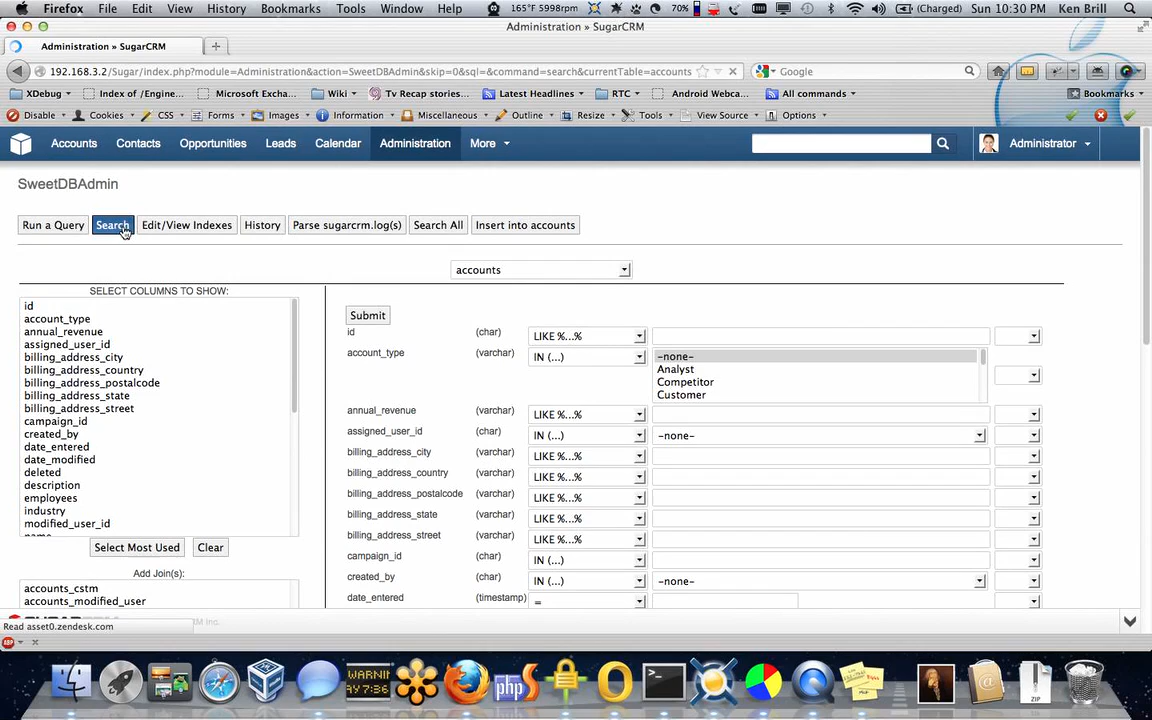 Firefox File Edit View History Bookmarks Tools Window Help 165°F 5998rpm 70% (Charged) Sun 10:30 PM Ken Brill
Administration » SugarCRM
Administration » SugarCRM
192.168.3.2/Sugar/index.php?module=Administration&action=SweetDBAdmin&skip=0&sql=&command=search&currentTable=accounts Google
XDebug Index of /Engine... Microsoft Excha... Wiki Tv Recap stories... Latest Headlines RTC Android Webca... All commands Bookmarks
Disable Cookies CSS Forms Images Information Miscellaneous Outline Resize Tools View Source Options
Accounts Contacts Opportunities Leads Calendar Administration More Administrator
SweetDBAdmin
Run a Query Search Edit/View Indexes History Parse sugarcrm.log(s) Search All Insert into accounts
accounts
SELECT COLUMNS TO SHOW:
id
account_type
annual_revenue
assigned_user_id
billing_address_city
billing_address_country
billing_address_postalcode
billing_address_state
billing_address_street
campaign_id
created_by
date_entered
date_modified
deleted
description
employees
industry
modified_user_id
name
Select Most Used Clear
Add Join(s):
accounts_cstm
accounts_modified_user
Submit
id (char) LIKE %...%
account_type (varchar) IN (...) -none-
Analyst
Competitor
Customer
annual_revenue (varchar) LIKE %...%
assigned_user_id (char) IN (...) -none-
billing_address_city (varchar) LIKE %...%
billing_address_country (varchar) LIKE %...%
billing_address_postalcode (varchar) LIKE %...%
billing_address_state (varchar) LIKE %...%
billing_address_street (varchar) LIKE %...%
campaign_id (char) IN (...)
created_by (char) IN (...) -none-
date_entered (timestamp) =
Read asset0.zendesk.com
ABP
WARNIN
AY 7:36
php
ZIP